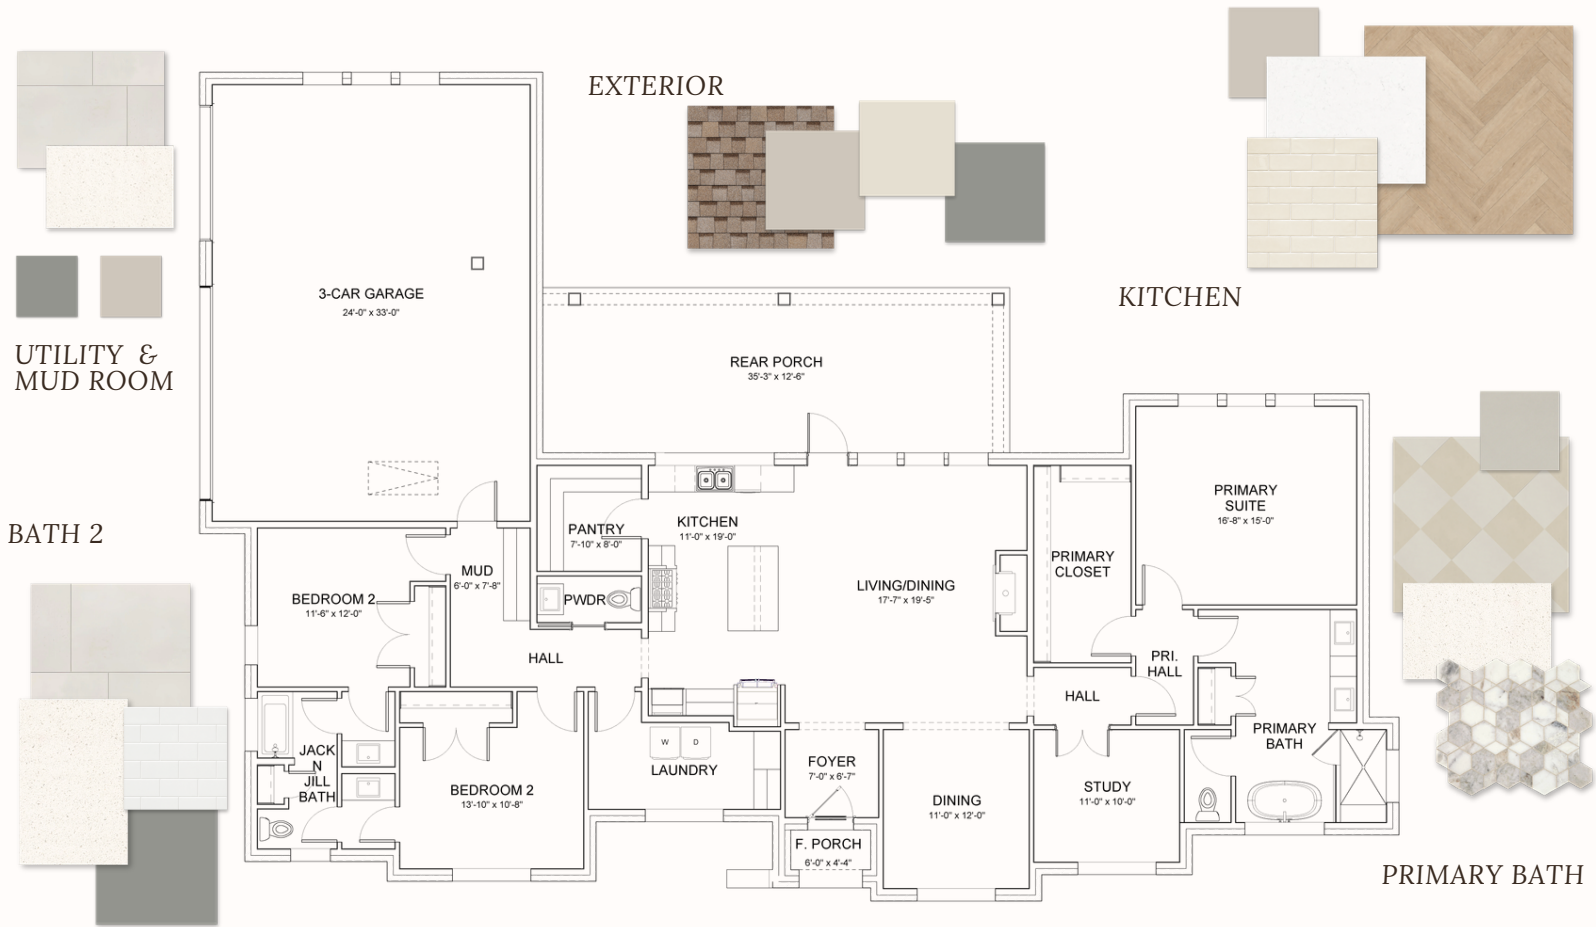 EXTERIOR
KITCHEN
UTILITY &
MUD ROOM
BATH 2
PRIMARY BATH
3-CAR GARAGE
24'-0" x 33'-0"
REAR PORCH
35'-3" x 12'-6"
PRIMARY
SUITE
16'-8" x 15'-0"
PANTRY
7'-10" x 8'-0"
KITCHEN
11'-0" x 19'-0"
PRIMARY
CLOSET
MUD
6'-0" x 7'-8"
BEDROOM 2
11'-6" x 12'-0"
PWDR
LIVING/DINING
17'-7" x 19'-5"
HALL
PRI.
HALL
HALL
PRIMARY
BATH
JACK
N
JILL
BATH
W
D
LAUNDRY
FOYER
7'-0" x 6'-7"
BEDROOM 2
13'-10" x 10'-8"
DINING
11'-0" x 12'-0"
STUDY
11'-0" x 10'-0"
F. PORCH
6'-0" x 4'-4"